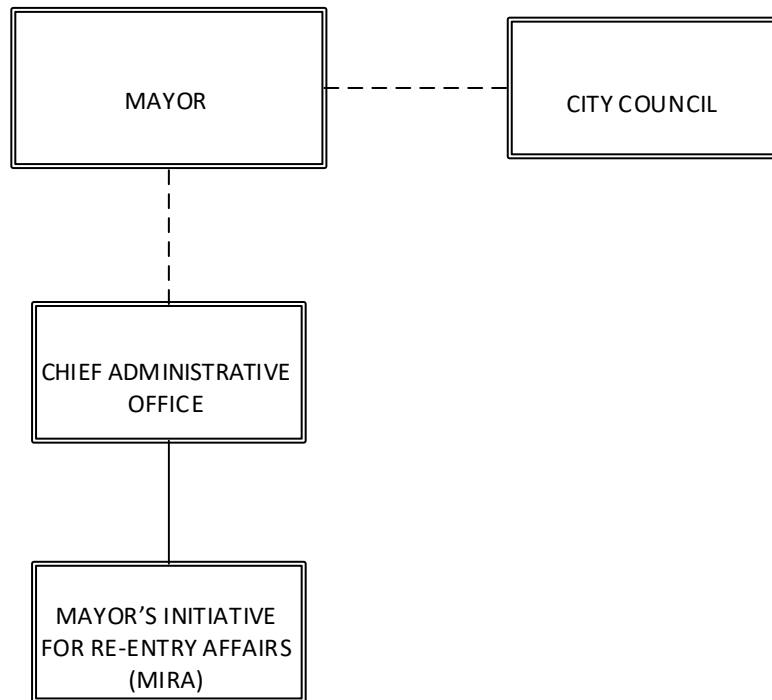 MAYOR
CITY COUNCIL
CHIEF ADMINISTRATIVE
OFFICE
MAYOR’S INITIATIVE
FOR RE-ENTRY AFFAIRS
(MIRA)